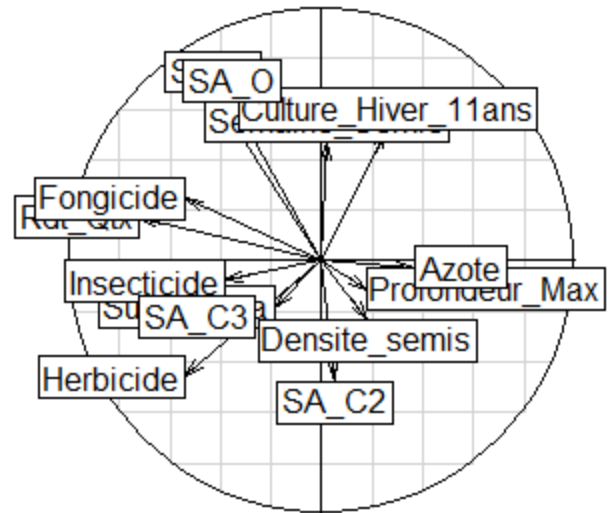 SA_O
Culture_Hiver_11ans
Fongicide
Insecticide
Azote
Profondeur_Max
SA_C3
Densite_semis
Herbicide
SA_C2